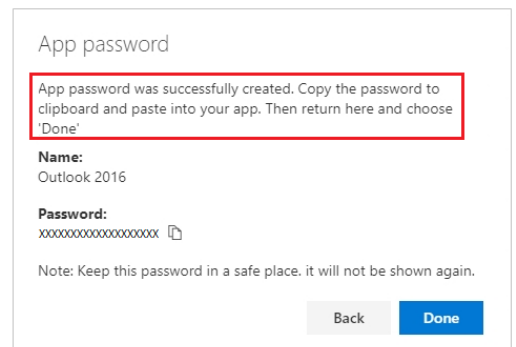 App password
App password was successfully created. Copy the password to
clipboard and paste into your app. Then return here and choose
'Done'
Name:
Outlook 2016
Password:
xxxxxxxxxxxxxxxxxxx
Note: Keep this password in a safe place. it will not be shown again.
Back
Done